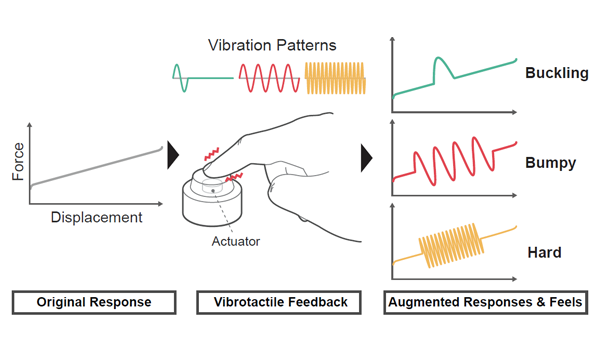 Vibration Patterns
Force
Displacement
Actuator
Buckling
Bumpy
Hard
Original Response
Vibrotactile Feedback
Augmented Responses & Feels